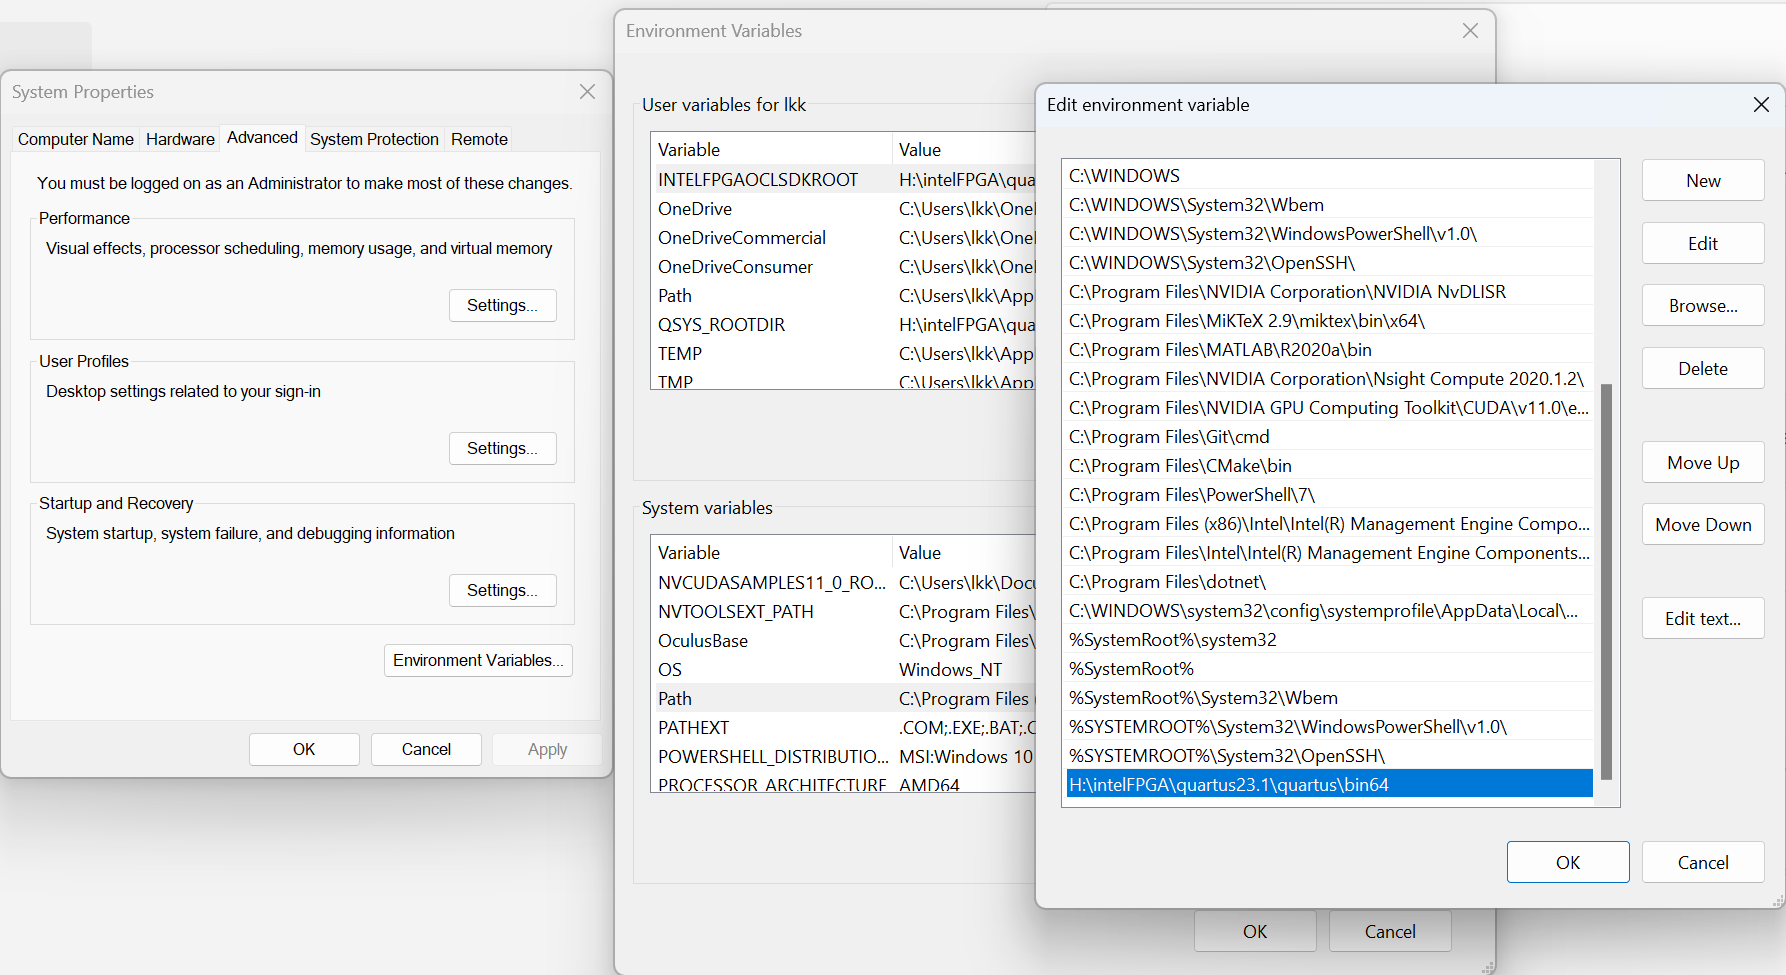 System Properties
Computer Name Hardware Advanced System Protection Remote
You must be logged on as an Administrator to make most of these changes.
Performance
Visual effects, processor scheduling, memory usage, and virtual memory
Settings...
User Profiles
Desktop settings related to your sign-in
Settings...
Startup and Recovery
System startup, system failure, and debugging information
Settings...
Environment Variables...
OK Cancel Apply
Environment Variables
User variables for lkk
Variable Value
INTELFPGAOCLSDKROOT H:\intelFPGA\qua
OneDrive C:\Users\lkk\Onel
OneDriveCommercial C:\Users\lkk\Onel
OneDriveConsumer C:\Users\lkk\Onel
Path C:\Users\lkk\App
QSYS_ROOTDIR H:\intelFPGA\qua
TEMP C:\Users\lkk\App
TMP C:\Users\lkk\App
System variables
Variable Value
NVCUDASAMPLES11_0_RO... C:\Users\lkk\Docu
NVTOOLSEXT_PATH C:\Program Files\
OculusBase C:\Program Files\
OS Windows_NT
Path C:\Program Files (
PATHEXT .COM;.EXE;.BAT;.C
POWERSHELL_DISTRIBUTIO... MSI:Windows 10
PROCESSOR_ARCHITECTURE AMD64
OK Cancel
Edit environment variable
C:\WINDOWS
C:\WINDOWS\System32\Wbem
C:\WINDOWS\System32\WindowsPowerShell\v1.0\
C:\WINDOWS\System32\OpenSSH\
C:\Program Files\NVIDIA Corporation\NVIDIA NvDLISR
C:\Program Files\MiKTeX 2.9\miktex\bin\x64\
C:\Program Files\MATLAB\R2020a\bin
C:\Program Files\NVIDIA Corporation\Nsight Compute 2020.1.2\
C:\Program Files\NVIDIA GPU Computing Toolkit\CUDA\v11.0\e...
C:\Program Files\Git\cmd
C:\Program Files\CMake\bin
C:\Program Files\PowerShell\7\
C:\Program Files (x86)\Intel\Intel(R) Management Engine Compo...
C:\Program Files\Intel\Intel(R) Management Engine Components...
C:\Program Files\dotnet\
C:\WINDOWS\system32\config\systemprofile\AppData\Local\...
%SystemRoot%\system32
%SystemRoot%
%SystemRoot%\System32\Wbem
%SYSTEMROOT%\System32\WindowsPowerShell\v1.0\
%SYSTEMROOT%\System32\OpenSSH\
H:\intelFPGA\quartus23.1\quartus\bin64
New
Edit
Browse...
Delete
Move Up
Move Down
Edit text...
OK Cancel